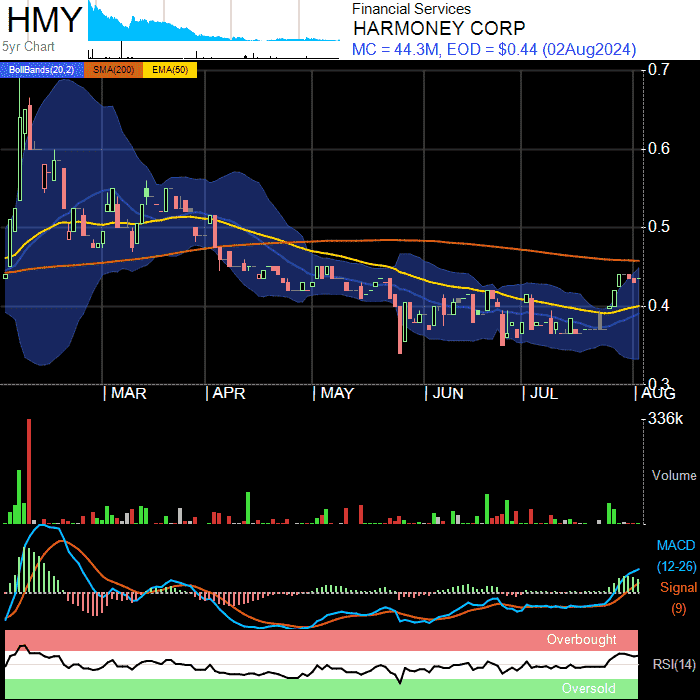 HMY
5yr Chart
Financial Services
HARMONEY CORP
MC = 44.3M, EOD = $0.44 (02Aug2024)
BollBands(20,2) SMA(200) EMA(50)
0.7
0.6
0.5
0.4
0.3
MAR APR MAY JUN JUL AUG
336k
Volume
MACD
(12-26)
Signal
(9)
Overbought
RSI(14)
Oversold